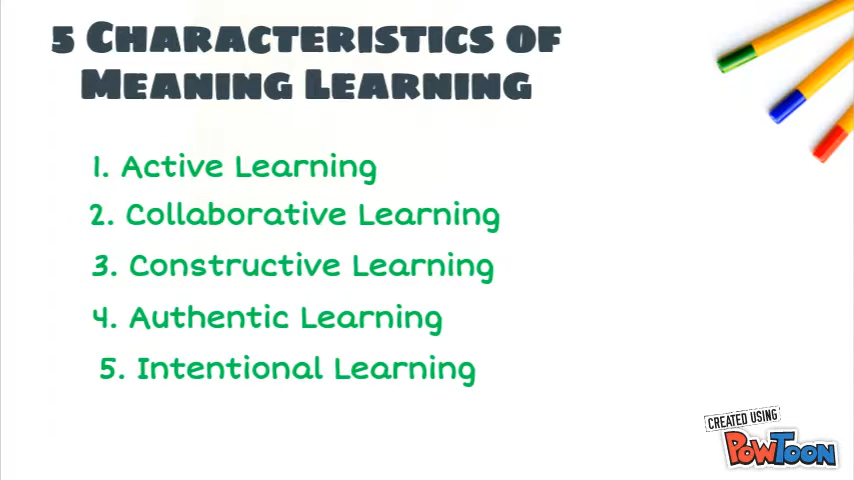 5 Characteristics of
Meaning Learning
1. Active Learning
2. Collaborative Learning
3. Constructive Learning
4. Authentic Learning
5. Intentional Learning
CREATED USING
PowToon